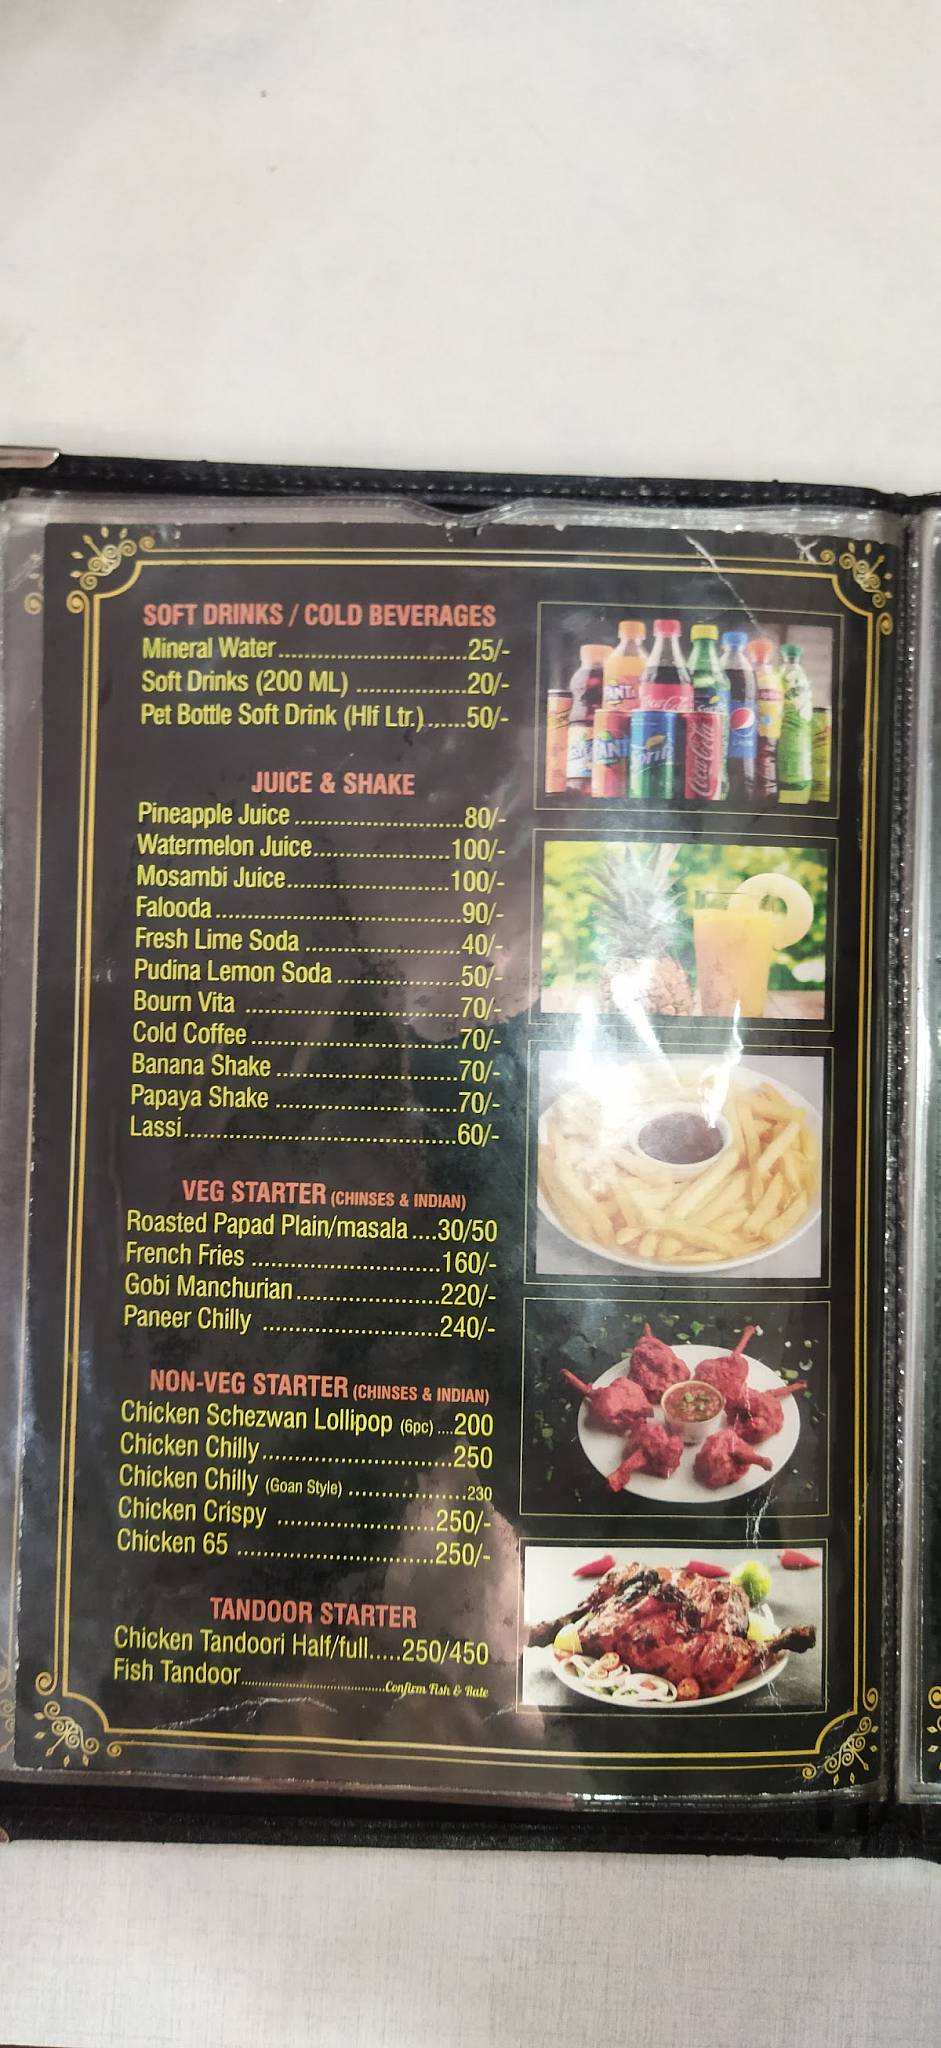 SOFT DRINKS / COLD BEVERAGES
Mineral Water..............................25/-
Soft Drinks (200 ML) .................20/-
Pet Bottle Soft Drink (Hlf Ltr.)......50/-
JUICE & SHAKE
Pineapple Juice..........................80/-
Watermelon Juice.....................100/-
Mosambi Juice.........................100/-
Falooda.....................................90/-
Fresh Lime Soda .......................40/-
Pudina Lemon Soda ..................50/-
Bourn Vita .................................70/-
Cold Coffee................................70/-
Banana Shake ...........................70/-
Papaya Shake ...........................70/-
Lassi.........................................60/-
VEG STARTER (CHINSES & INDIAN)
Roasted Papad Plain/masala ....30/50
French Fries .............................160/-
Gobi Manchurian......................220/-
Paneer Chilly ...........................240/-
NON-VEG STARTER (CHINSES & INDIAN)
Chicken Schezwan Lollipop (6pc) ....200
Chicken Chilly.............................250
Chicken Chilly (Goan Style) ...................230
Chicken Crispy ........................250/-
Chicken 65 ..............................250/-
TANDOOR STARTER
Chicken Tandoori Half/full.....250/450
Fish Tandoor.......................................Confirm Fish & Rate
Coca-Cola
Sprite
Coca-Cola